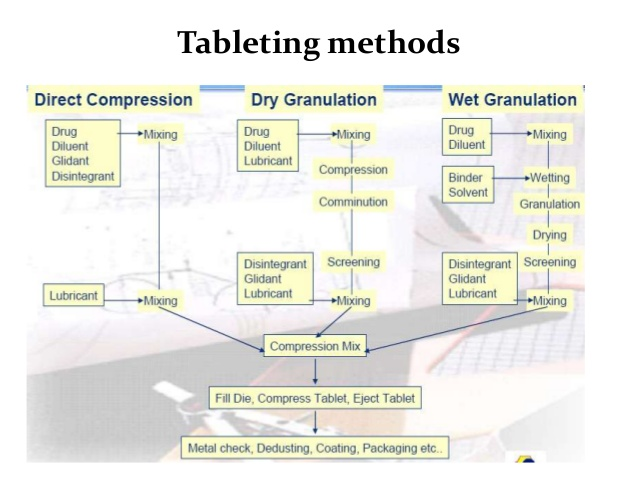 Tableting methods
Direct Compression
Drug
Diluent
Glidant
Disintegrant
Mixing
Lubricant
Mixing
Dry Granulation
Drug
Diluent
Lubricant
Mixing
Compression
Comminution
Screening
Disintegrant
Glidant
Lubricant
Mixing
Wet Granulation
Drug
Diluent
Mixing
Binder
Solvent
Wetting
Granulation
Drying
Screening
Disintegrant
Glidant
Lubricant
Mixing
Compression Mix
Fill Die, Compress Tablet, Eject Tablet
Metal check, Dedusting, Coating, Packaging etc..